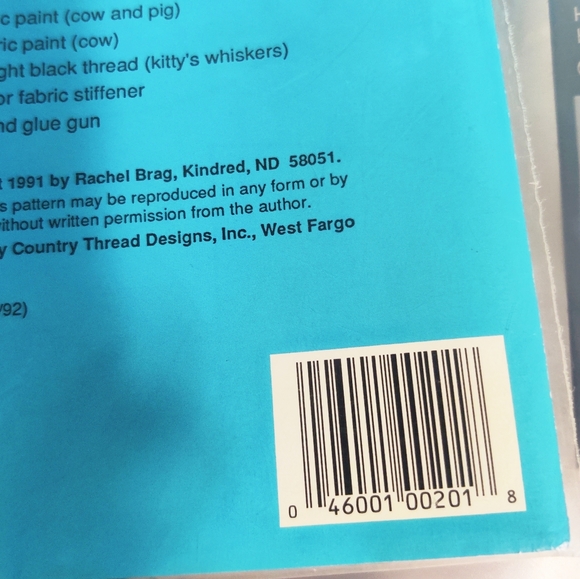 c paint (cow and pig)
ric paint (cow)
ght black thread (kitty's whiskers)
or fabric stiffener
nd glue gun
t 1991 by Rachel Brag, Kindred, ND 58051.
s pattern may be reproduced in any form or by
without written permission from the author.
y Country Thread Designs, Inc., West Fargo
/92)
0 46001 00201 8